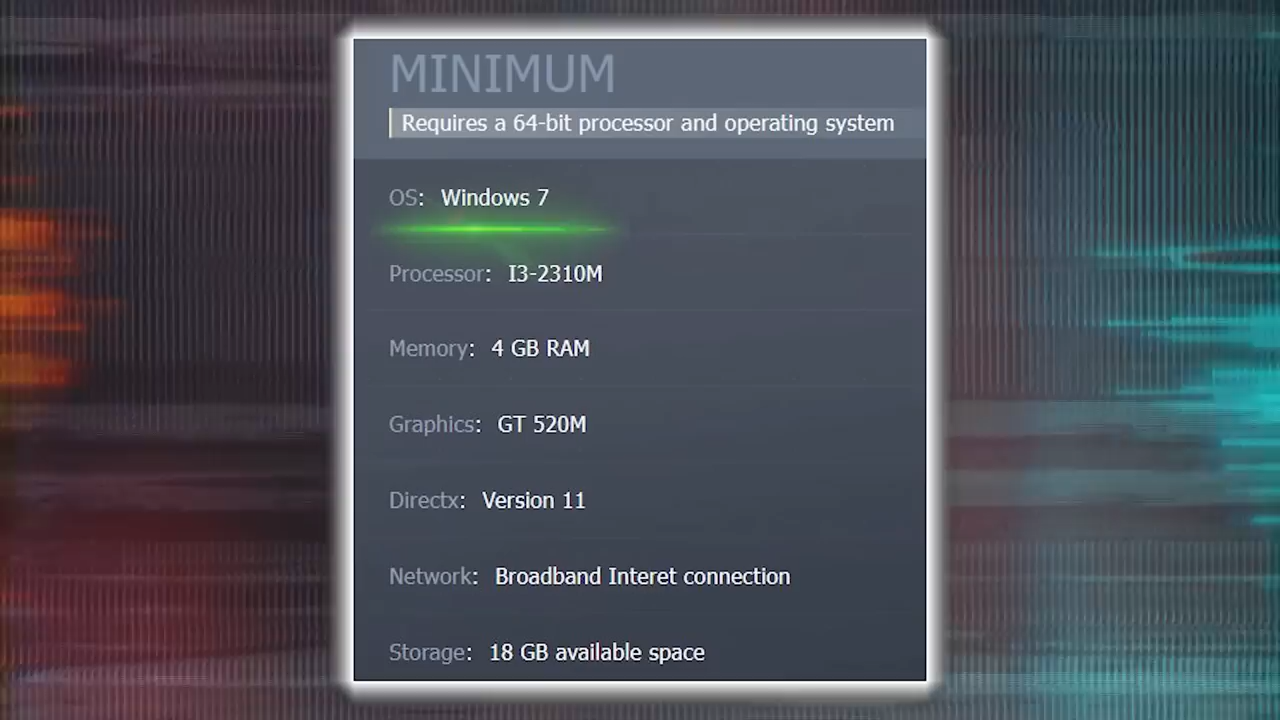 MINIMUM
Requires a 64-bit processor and operating system
OS: Windows 7
Processor: I3-2310M
Memory: 4 GB RAM
Graphics: GT 520M
Directx: Version 11
Network: Broadband Interet connection
Storage: 18 GB available space